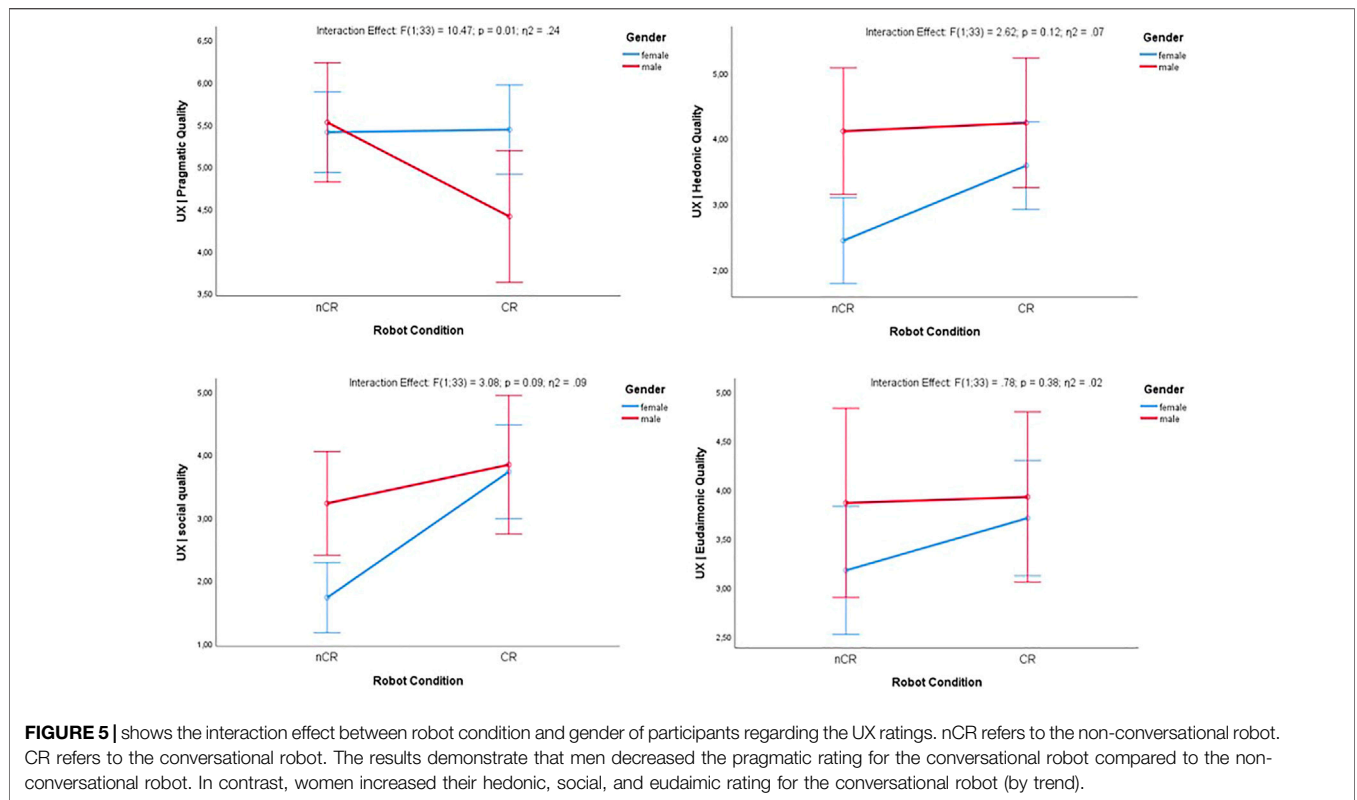 Interaction Effect: F(1;33) = 10.47; p = 0.01; η2 = .24
Gender
female
male
6,50
6,00
5,50
5,00
4,50
4,00
3,50
UX | Pragmatic Quality
nCR
CR
Robot Condition
Interaction Effect: F(1;33) = 2.62; p = 0.12; η2 = .07
Gender
female
male
5,00
4,00
3,00
2,00
UX | Hedonic Quality
nCR
CR
Robot Condition
Interaction Effect: F(1;33) = 3.08; p = 0.09; η2 = .09
Gender
female
male
5,00
4,00
3,00
2,00
1,00
UX | social quality
nCR
CR
Robot Condition
Interaction Effect: F(1;33) = .78; p = 0.38; η2 = .02
Gender
female
male
5,00
4,50
4,00
3,50
3,00
2,50
UX | Eudaimonic Quality
nCR
CR
Robot Condition
FIGURE 5 | shows the interaction effect between robot condition and gender of participants regarding the UX ratings. nCR refers to the non-conversational robot.
CR refers to the conversational robot. The results demonstrate that men decreased the pragmatic rating for the conversational robot compared to the non-
conversational robot. In contrast, women increased their hedonic, social, and eudaimic rating for the conversational robot (by trend).